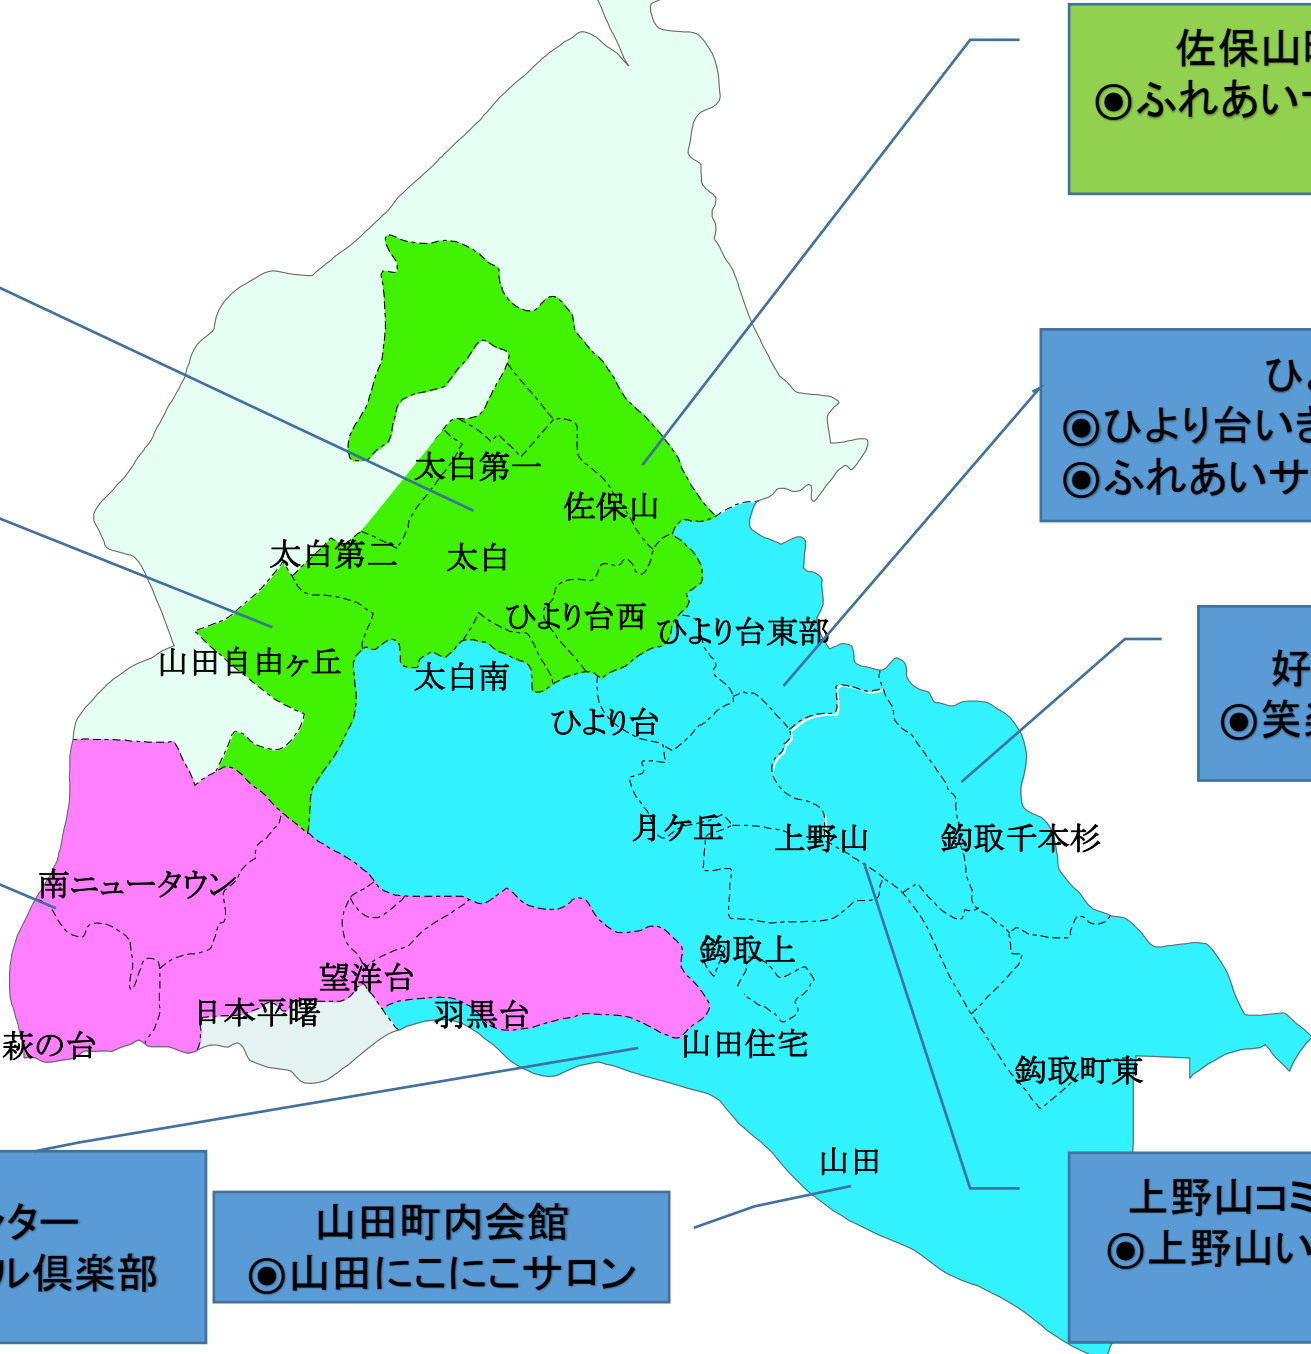 佐保山
◉ふれあい
ひ
◉ひより台いき
◉ふれあいサ
好
◉笑
太白第一
佐保山
太白第二
太白
ひより台西
ひより台東部
山田自由ヶ丘
太白南
ひより台
月ケ丘
上野山
鈎取千本杉
南ニュータウン
鈎取上
望洋台
日本平曙
羽黒台
萩の台
山田住宅
鈎取町東
山田
ター
ル倶楽部
山田町内会館
◉山田にこにこサロン
上野山コミ
◉上野山い